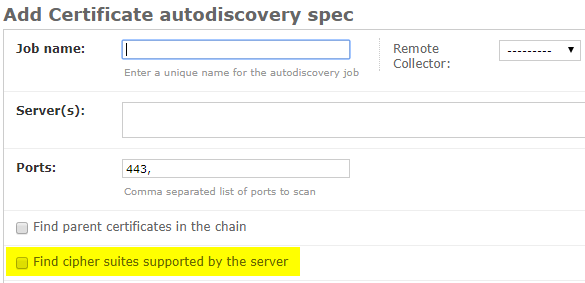 Add Certificate autodiscovery spec
Job name:
Remote Collector:
---------
Enter a unique name for the autodiscovery job
Server(s):
Ports:
443,
Comma separated list of ports to scan
Find parent certificates in the chain
Find cipher suites supported by the server